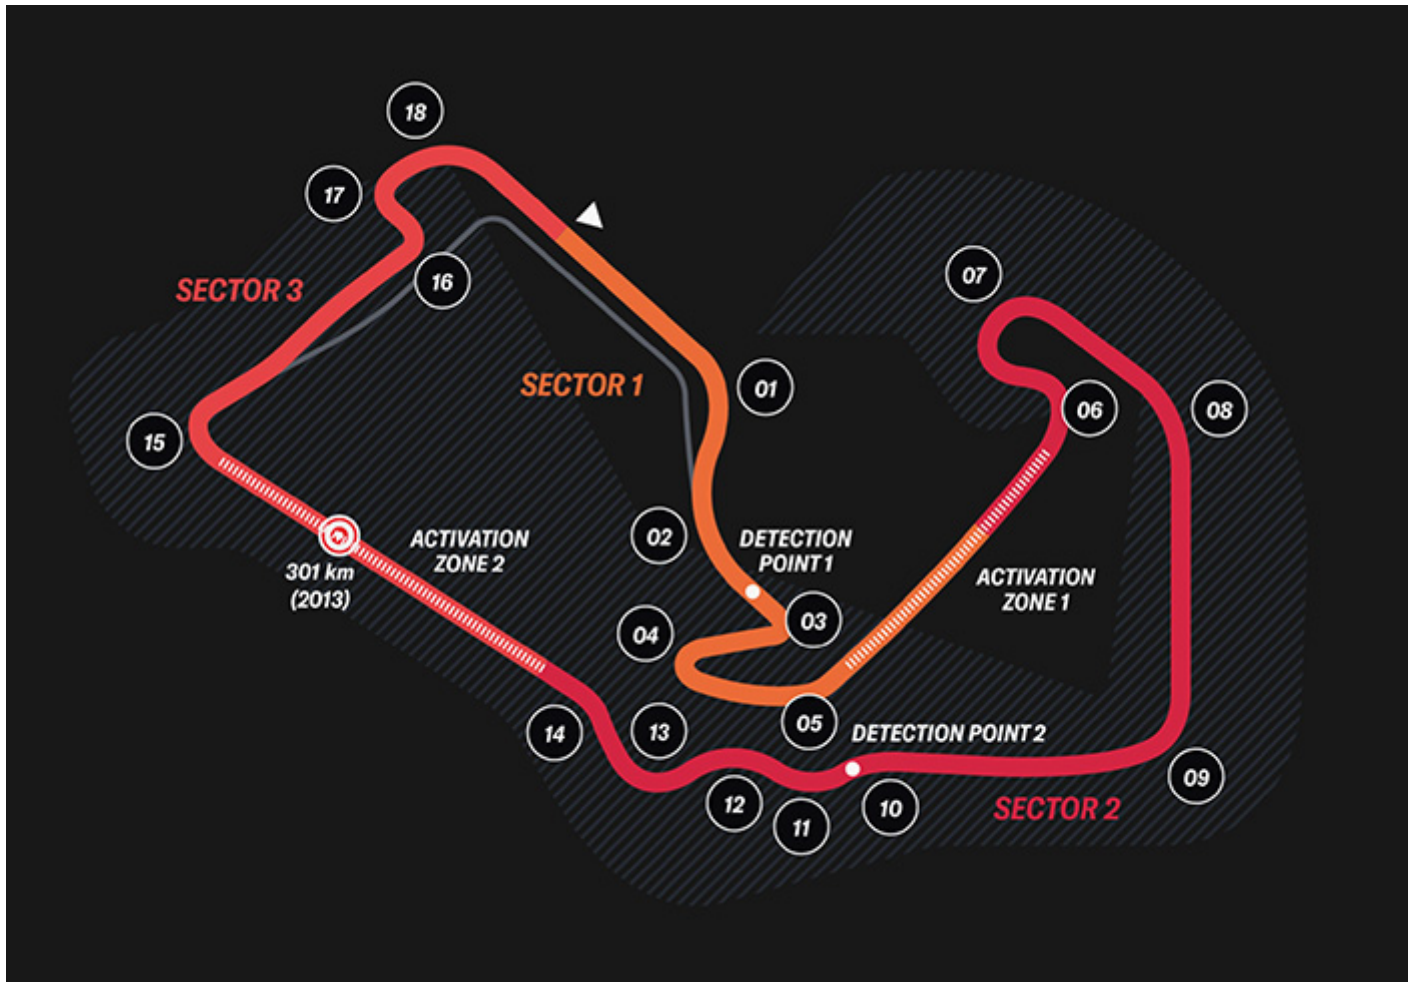 18
17
07
SECTOR 3
16
SECTOR 1
01
06
08
15
02
ACTIVATION
ZONE 2
DETECTION
POINT 1
301 km
(2013)
ACTIVATION
ZONE 1
03
04
05
14
13
DETECTION POINT 2
09
12
10
SECTOR 2
11